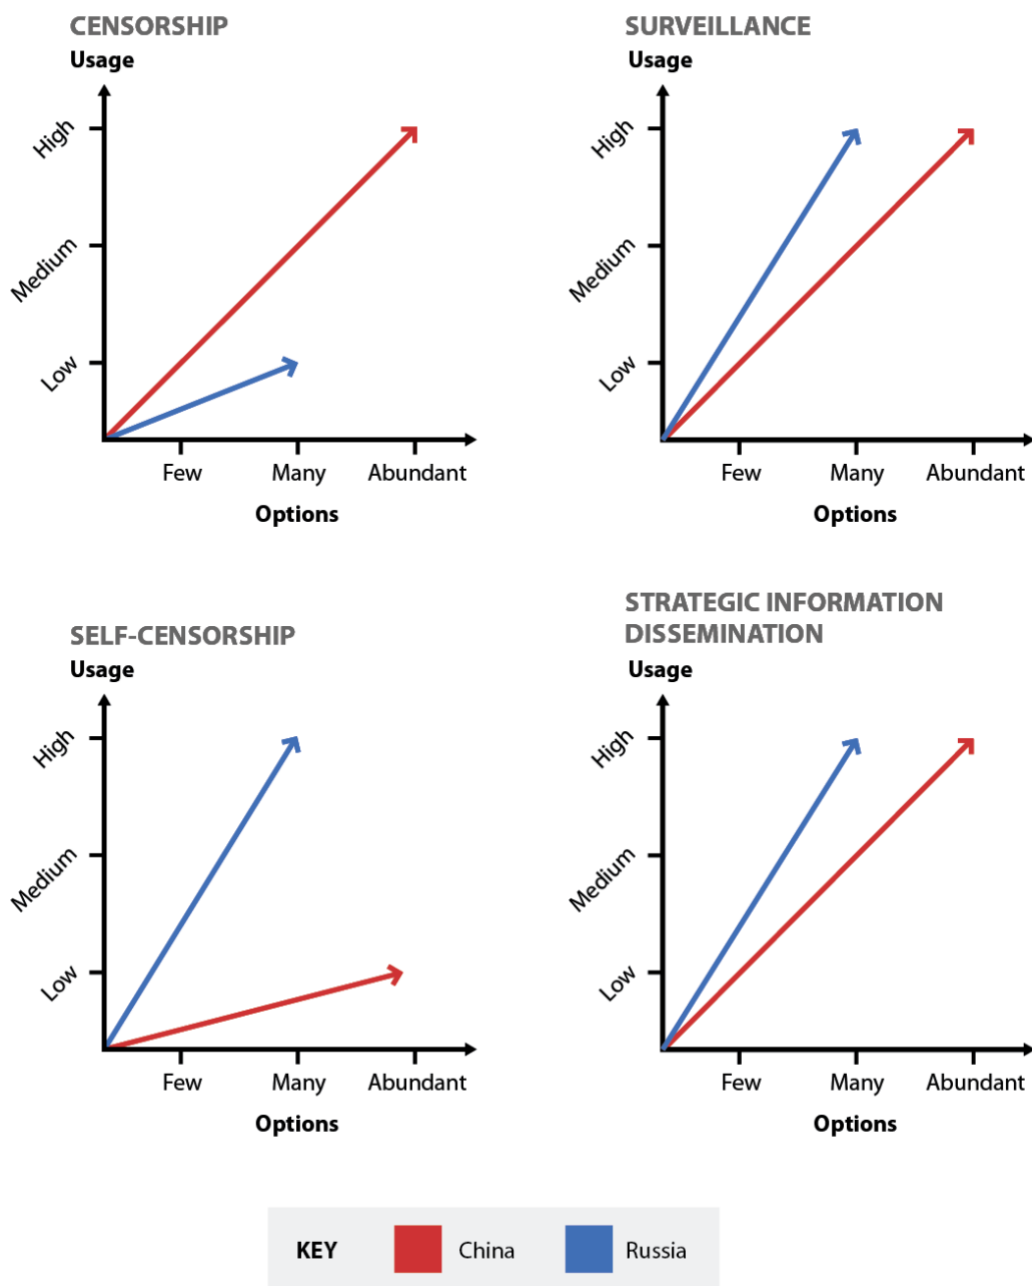 CENSORSHIP
Usage
High
Medium
Low
Few Many Abundant
Options
SURVEILLANCE
Usage
High
Medium
Low
Few Many Abundant
Options
SELF-CENSORSHIP
Usage
High
Medium
Low
Few Many Abundant
Options
STRATEGIC INFORMATION
DISSEMINATION
Usage
High
Medium
Low
Few Many Abundant
Options
KEY China Russia